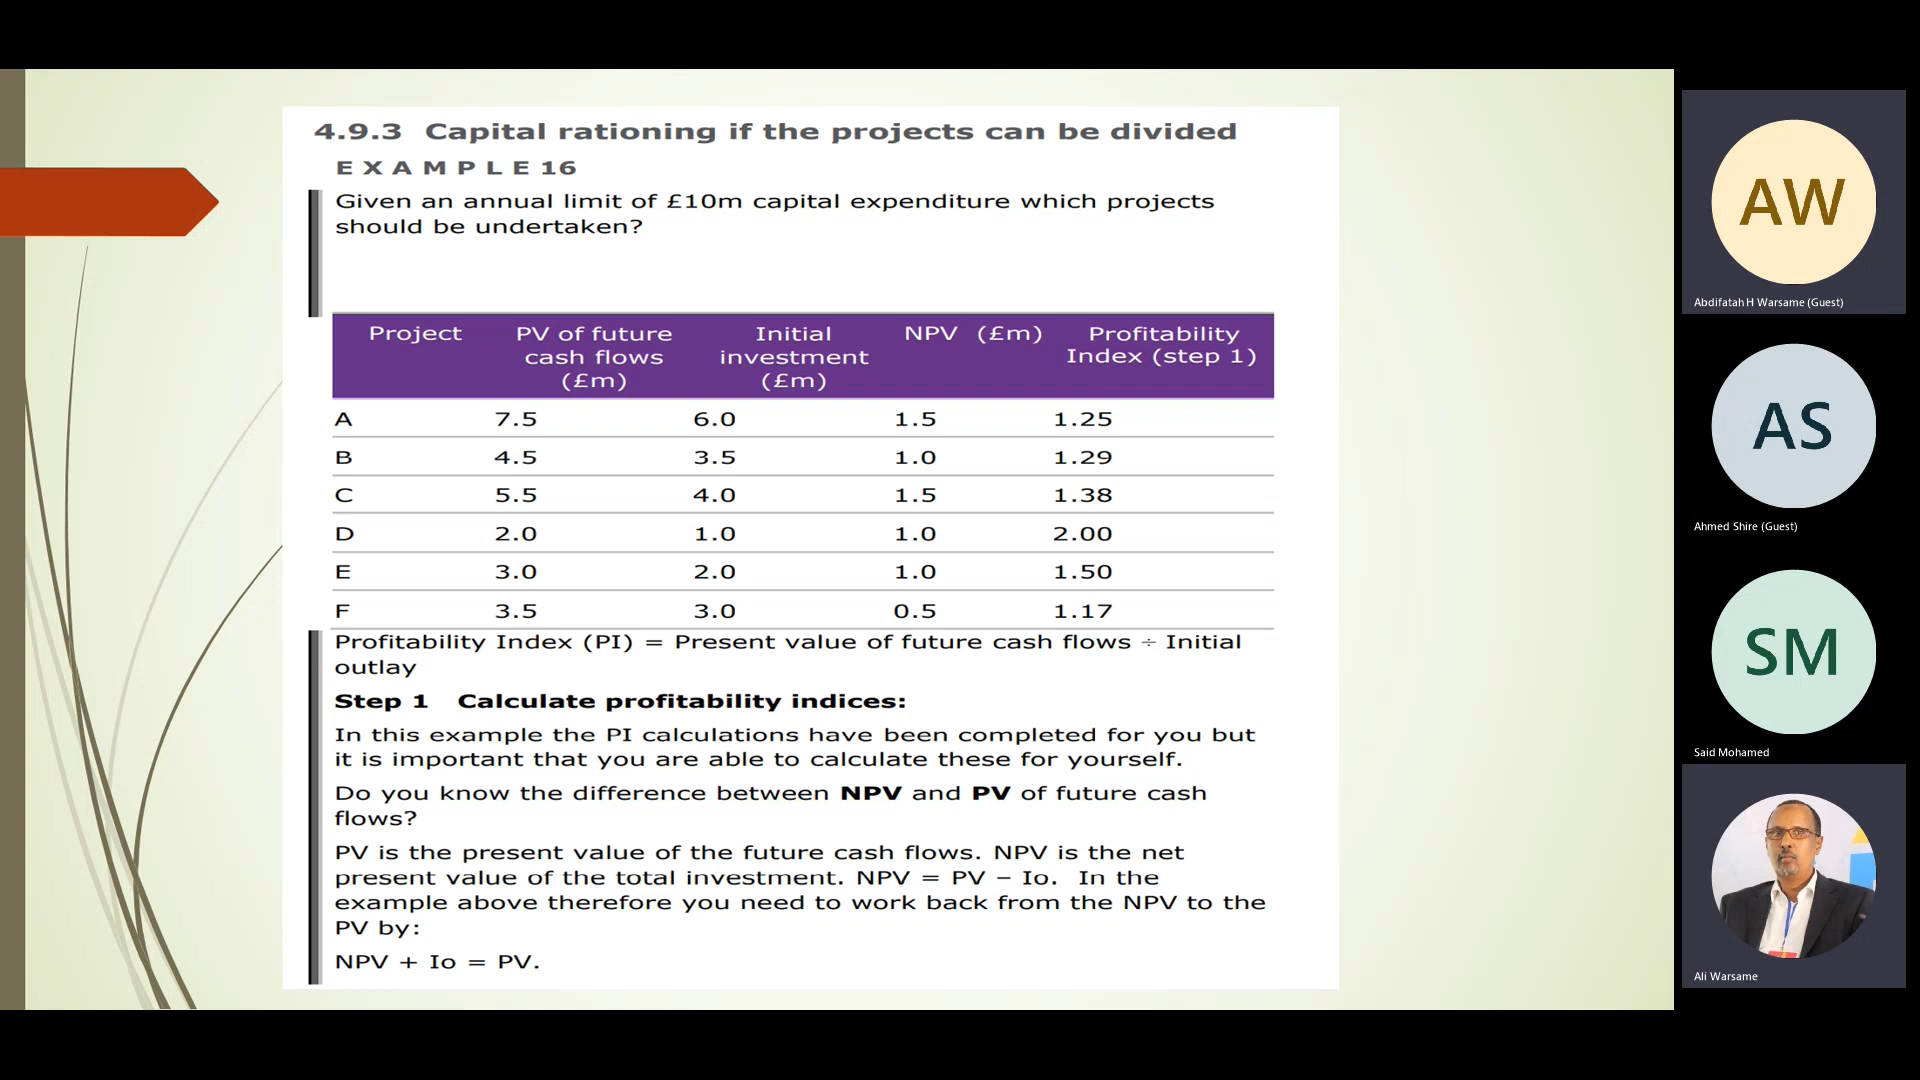 4.9.3 Capital rationing if the projects can be divided
E X A M P L E 16
Given an annual limit of £10m capital expenditure which projects
should be undertaken?
Project PV of future cash flows (£m) Initial investment (£m) NPV (£m) Profitability Index (step 1)
A 7.5 6.0 1.5 1.25
B 4.5 3.5 1.0 1.29
C 5.5 4.0 1.5 1.38
D 2.0 1.0 1.0 2.00
E 3.0 2.0 1.0 1.50
F 3.5 3.0 0.5 1.17
Profitability Index (PI) = Present value of future cash flows ÷ Initial
outlay
Step 1 Calculate profitability indices:
In this example the PI calculations have been completed for you but
it is important that you are able to calculate these for yourself.
Do you know the difference between NPV and PV of future cash
flows?
PV is the present value of the future cash flows. NPV is the net
present value of the total investment. NPV = PV − Io. In the
example above therefore you need to work back from the NPV to the
PV by:
NPV + Io = PV.
AW
Abdifatah H Warsame (Guest)
AS
Ahmed Shire (Guest)
SM
Said Mohamed
Ali Warsame